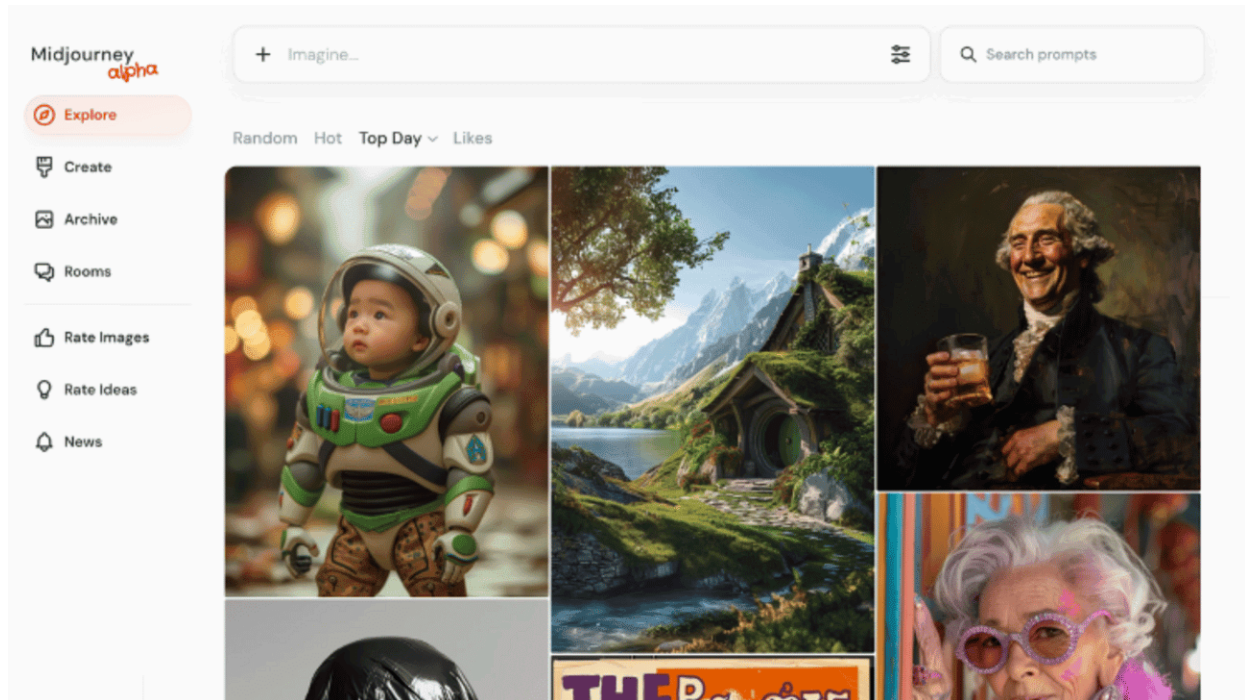 Midjourney
alpha
Imagine...
Search prompts
Explore
Create
Archive
Rooms
Rate Images
Rate Ideas
News
Random Hot Top Day Likes
THE